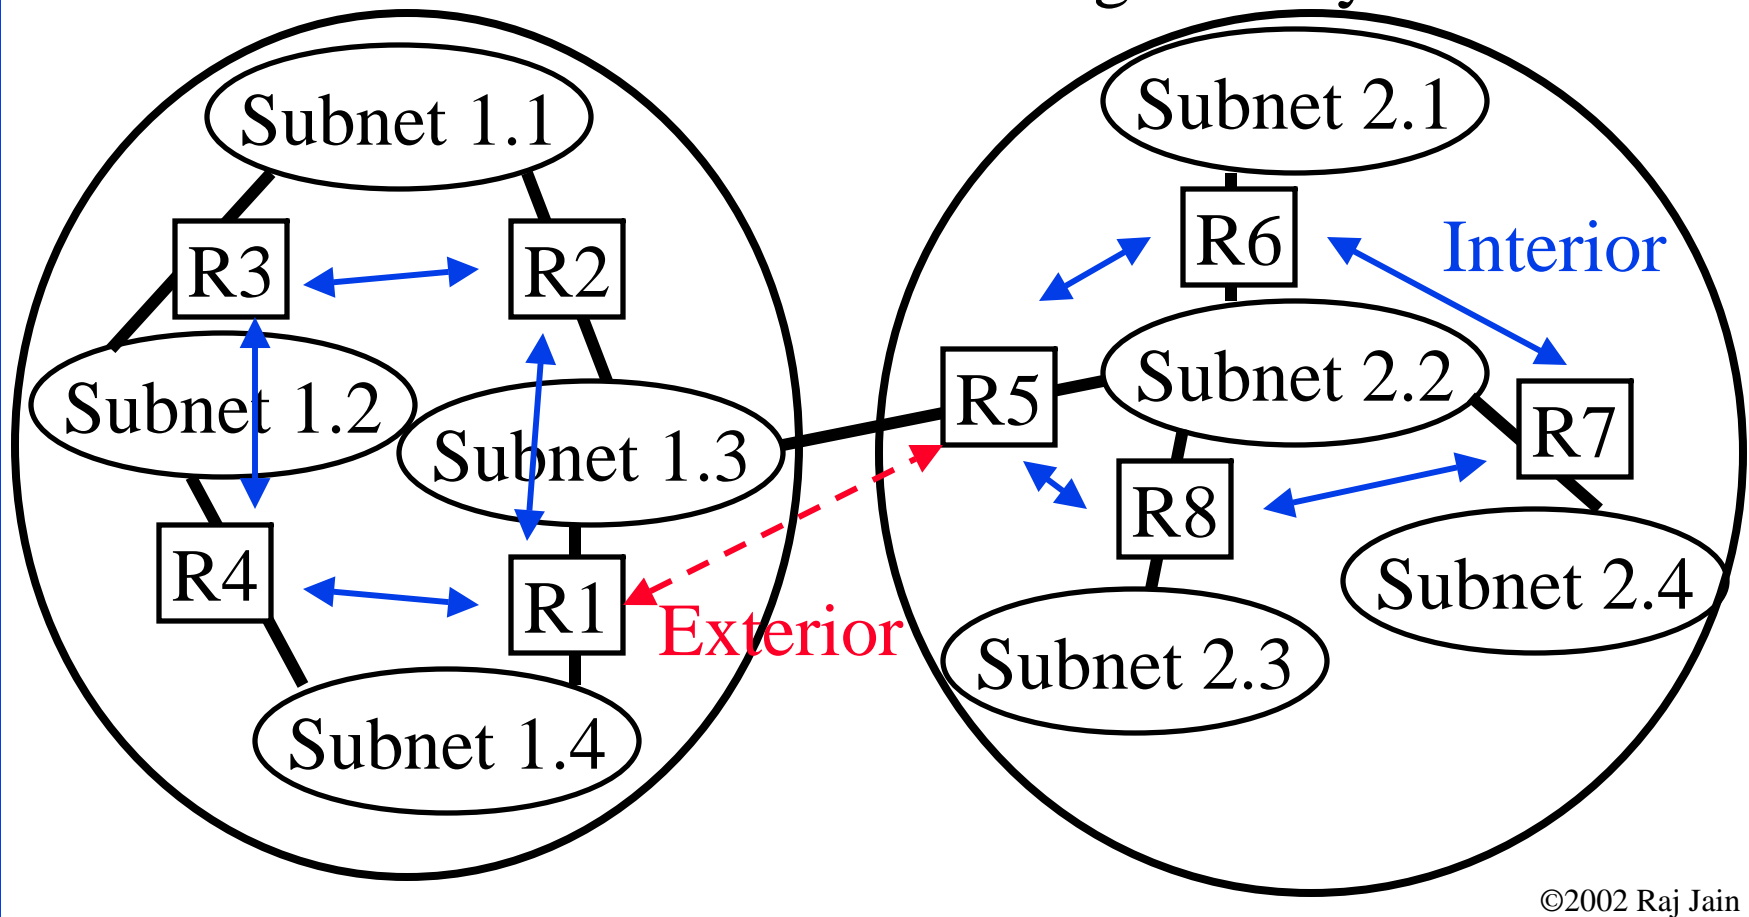 Subnet 1.1
R3
R2
Subnet 1.2
Subnet 1.3
R4
R1
Subnet 1.4
Exterior
Subnet 2.1
R6
Interior
R5
Subnet 2.2
R7
R8
Subnet 2.4
Subnet 2.3
©2002 Raj Jain